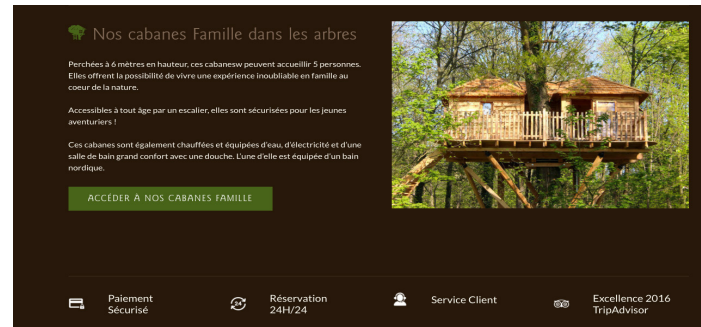 Nos cabanes Famille dans les arbres
Perchées à 6 mètres en hauteur, ces cabanesw peuvent accueillir 5 personnes.
Elles offrent la possibilité de vivre une expérience inoubliable en famille au
coeur de la nature.
Accessibles à tout âge par un escalier, elles sont sécurisées pour les jeunes
aventuriers !
Ces cabanes sont également chauffées et équipées d'eau, d'électricité et d'une
salle de bain grand confort avec une douche. L'une d'elle est équipée d'un bain
nordique.
ACCÉDER À NOS CABANES FAMILLE
Paiement
Sécurisé
24
Réservation
24H/24
Service Client
Excellence 2016
TripAdvisor